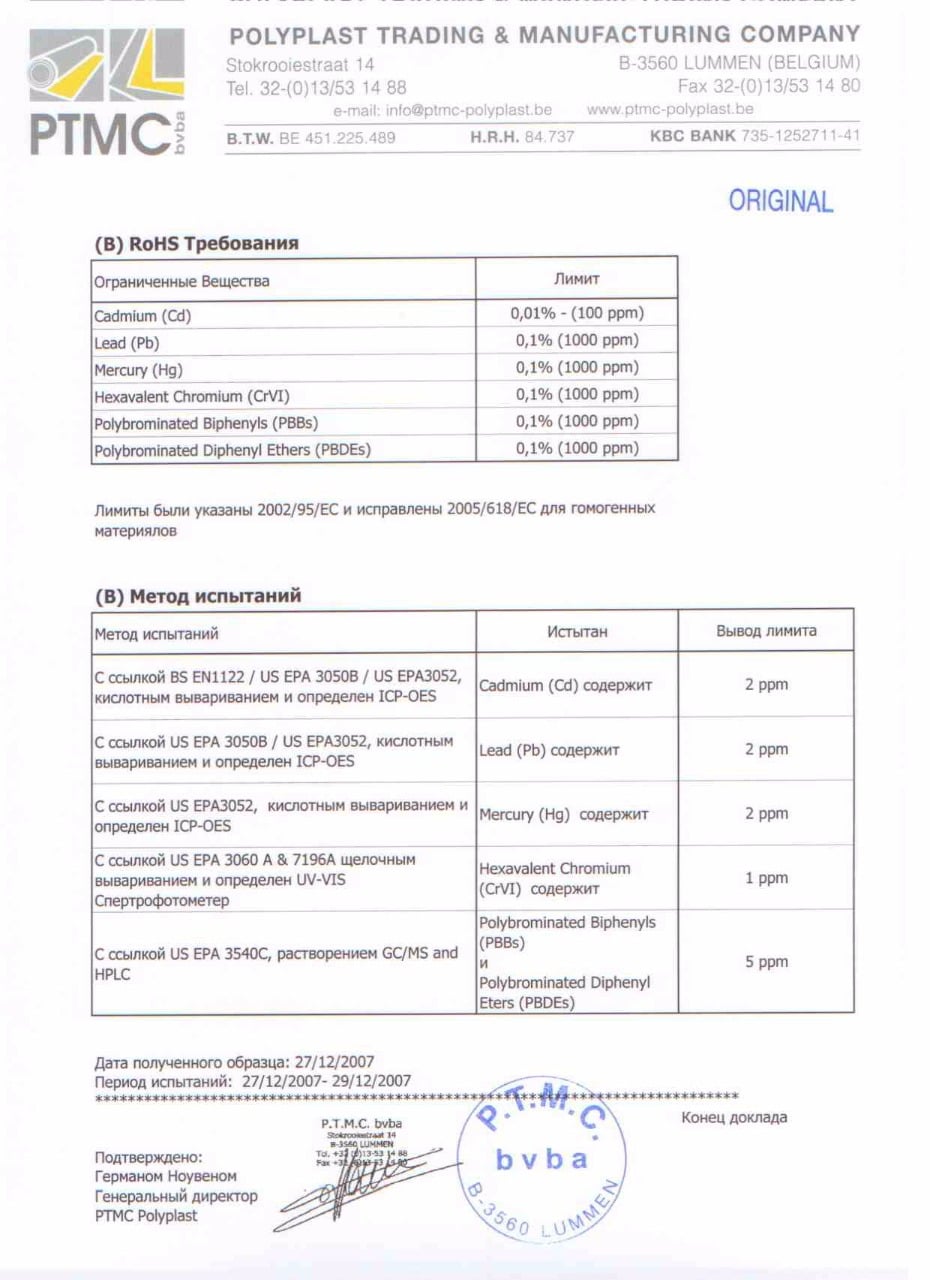 POLYPLAST TRADING & MANUFACTURING COMPANY
Stokrooiestraat 14
B-3560 LUMMEN (BELGIUM)
Tel. 32-(0)13/53 14 88
Fax 32-(0)13/53 14 80
e-mail: info@ptmc-polyplast.be www.ptmc-polyplast.be
PTMC bvba
B.T.W. BE 451.225.489 H.R.H. 84.737 KBC BANK 735-1252711-41
ORIGINAL
(B) RoHS Требования
Ограниченные Вещества Лимит
Cadmium (Cd) 0,01% - (100 ppm)
Lead (Pb) 0,1% (1000 ppm)
Mercury (Hg) 0,1% (1000 ppm)
Hexavalent Chromium (CrVI) 0,1% (1000 ppm)
Polybrominated Biphenyls (PBBs) 0,1% (1000 ppm)
Polybrominated Diphenyl Ethers (PBDEs) 0,1% (1000 ppm)
Лимиты были указаны 2002/95/EC и исправлены 2005/618/EC для гомогенных
материялов
(B) Метод испытаний
Метод испытаний Истытан Вывод лимита
С ссылкой BS EN1122 / US EPA 3050B / US EPA3052,
кислотным вывариванием и определен ICP-OES
Cadmium (Cd) содержит 2 ppm
С ссылкой US EPA 3050B / US EPA3052, кислотным
вывариванием и определен ICP-OES
Lead (Pb) содержит 2 ppm
С ссылкой US EPA3052, кислотным вывариванием и
определен ICP-OES
Mercury (Hg) содержит 2 ppm
С ссылкой US EPA 3060 A & 7196A щелочным
вывариванием и определен UV-VIS
Спертрофотометер
Hexavalent Chromium
(CrVI) содержит
1 ppm
С ссылкой US EPA 3540C, растворением GC/MS and
HPLC
Polybrominated Biphenyls
(PBBs)
и
Polybrominated Diphenyl
Eters (PBDEs)
5 ppm
Дата полученного образца: 27/12/2007
Период испытаний: 27/12/2007- 29/12/2007
Конец доклада
P.T.M.C. bvba
Stokrooiestraat 14
B-3560 LUMMEN
Tel. +32 (0)13-53 14 88
Fax +32 (0)13-53 14 80
P.T.M.C.
bvba
B-3560 LUMMEN
Подтверждено:
Германом Ноувеном
Генеральный директор
PTMC Polyplast